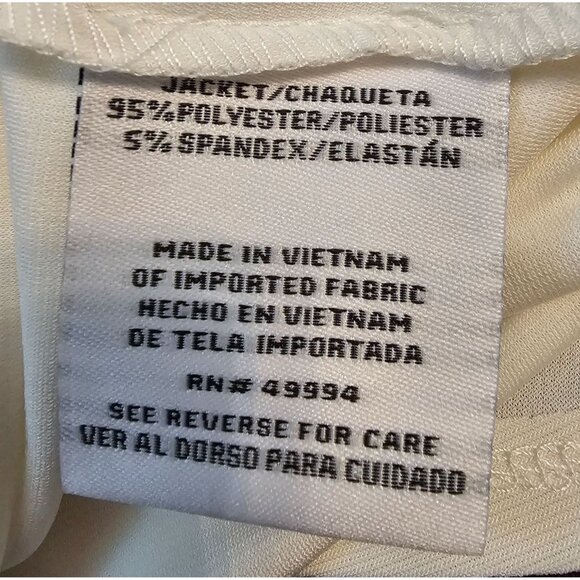 JACKET/CHAQUETA
95%POLYESTER/POLIESTER
5%SPANDEX/ELASTÁN
MADE IN VIETNAM
OF IMPORTED FABRIC
HECHO EN VIETNAM
DE TELA IMPORTADA
RN# 49994
SEE REVERSE FOR CARE
VER AL DORSO PARA CUIDADO